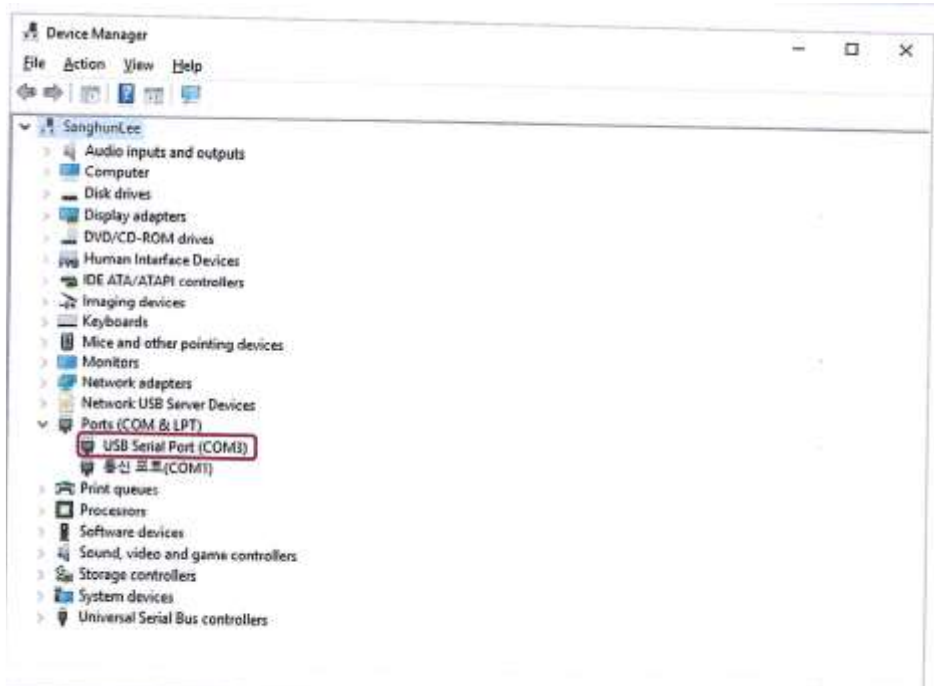 Device Manager
File Action View Help
SanghunLee
Audio inputs and outputs
Computer
Disk drives
Display adapters
DVD/CD-ROM drives
Human Interface Devices
IDE ATA/ATAPI controllers
Imaging devices
Keyboards
Mice and other pointing devices
Monitors
Network adapters
Network USB Server Devices
Ports (COM & LPT)
USB Serial Port (COM3)
통신 포트(COM1)
Print queues
Processors
Software devices
Sound, video and game controllers
Storage controllers
System devices
Universal Serial Bus controllers